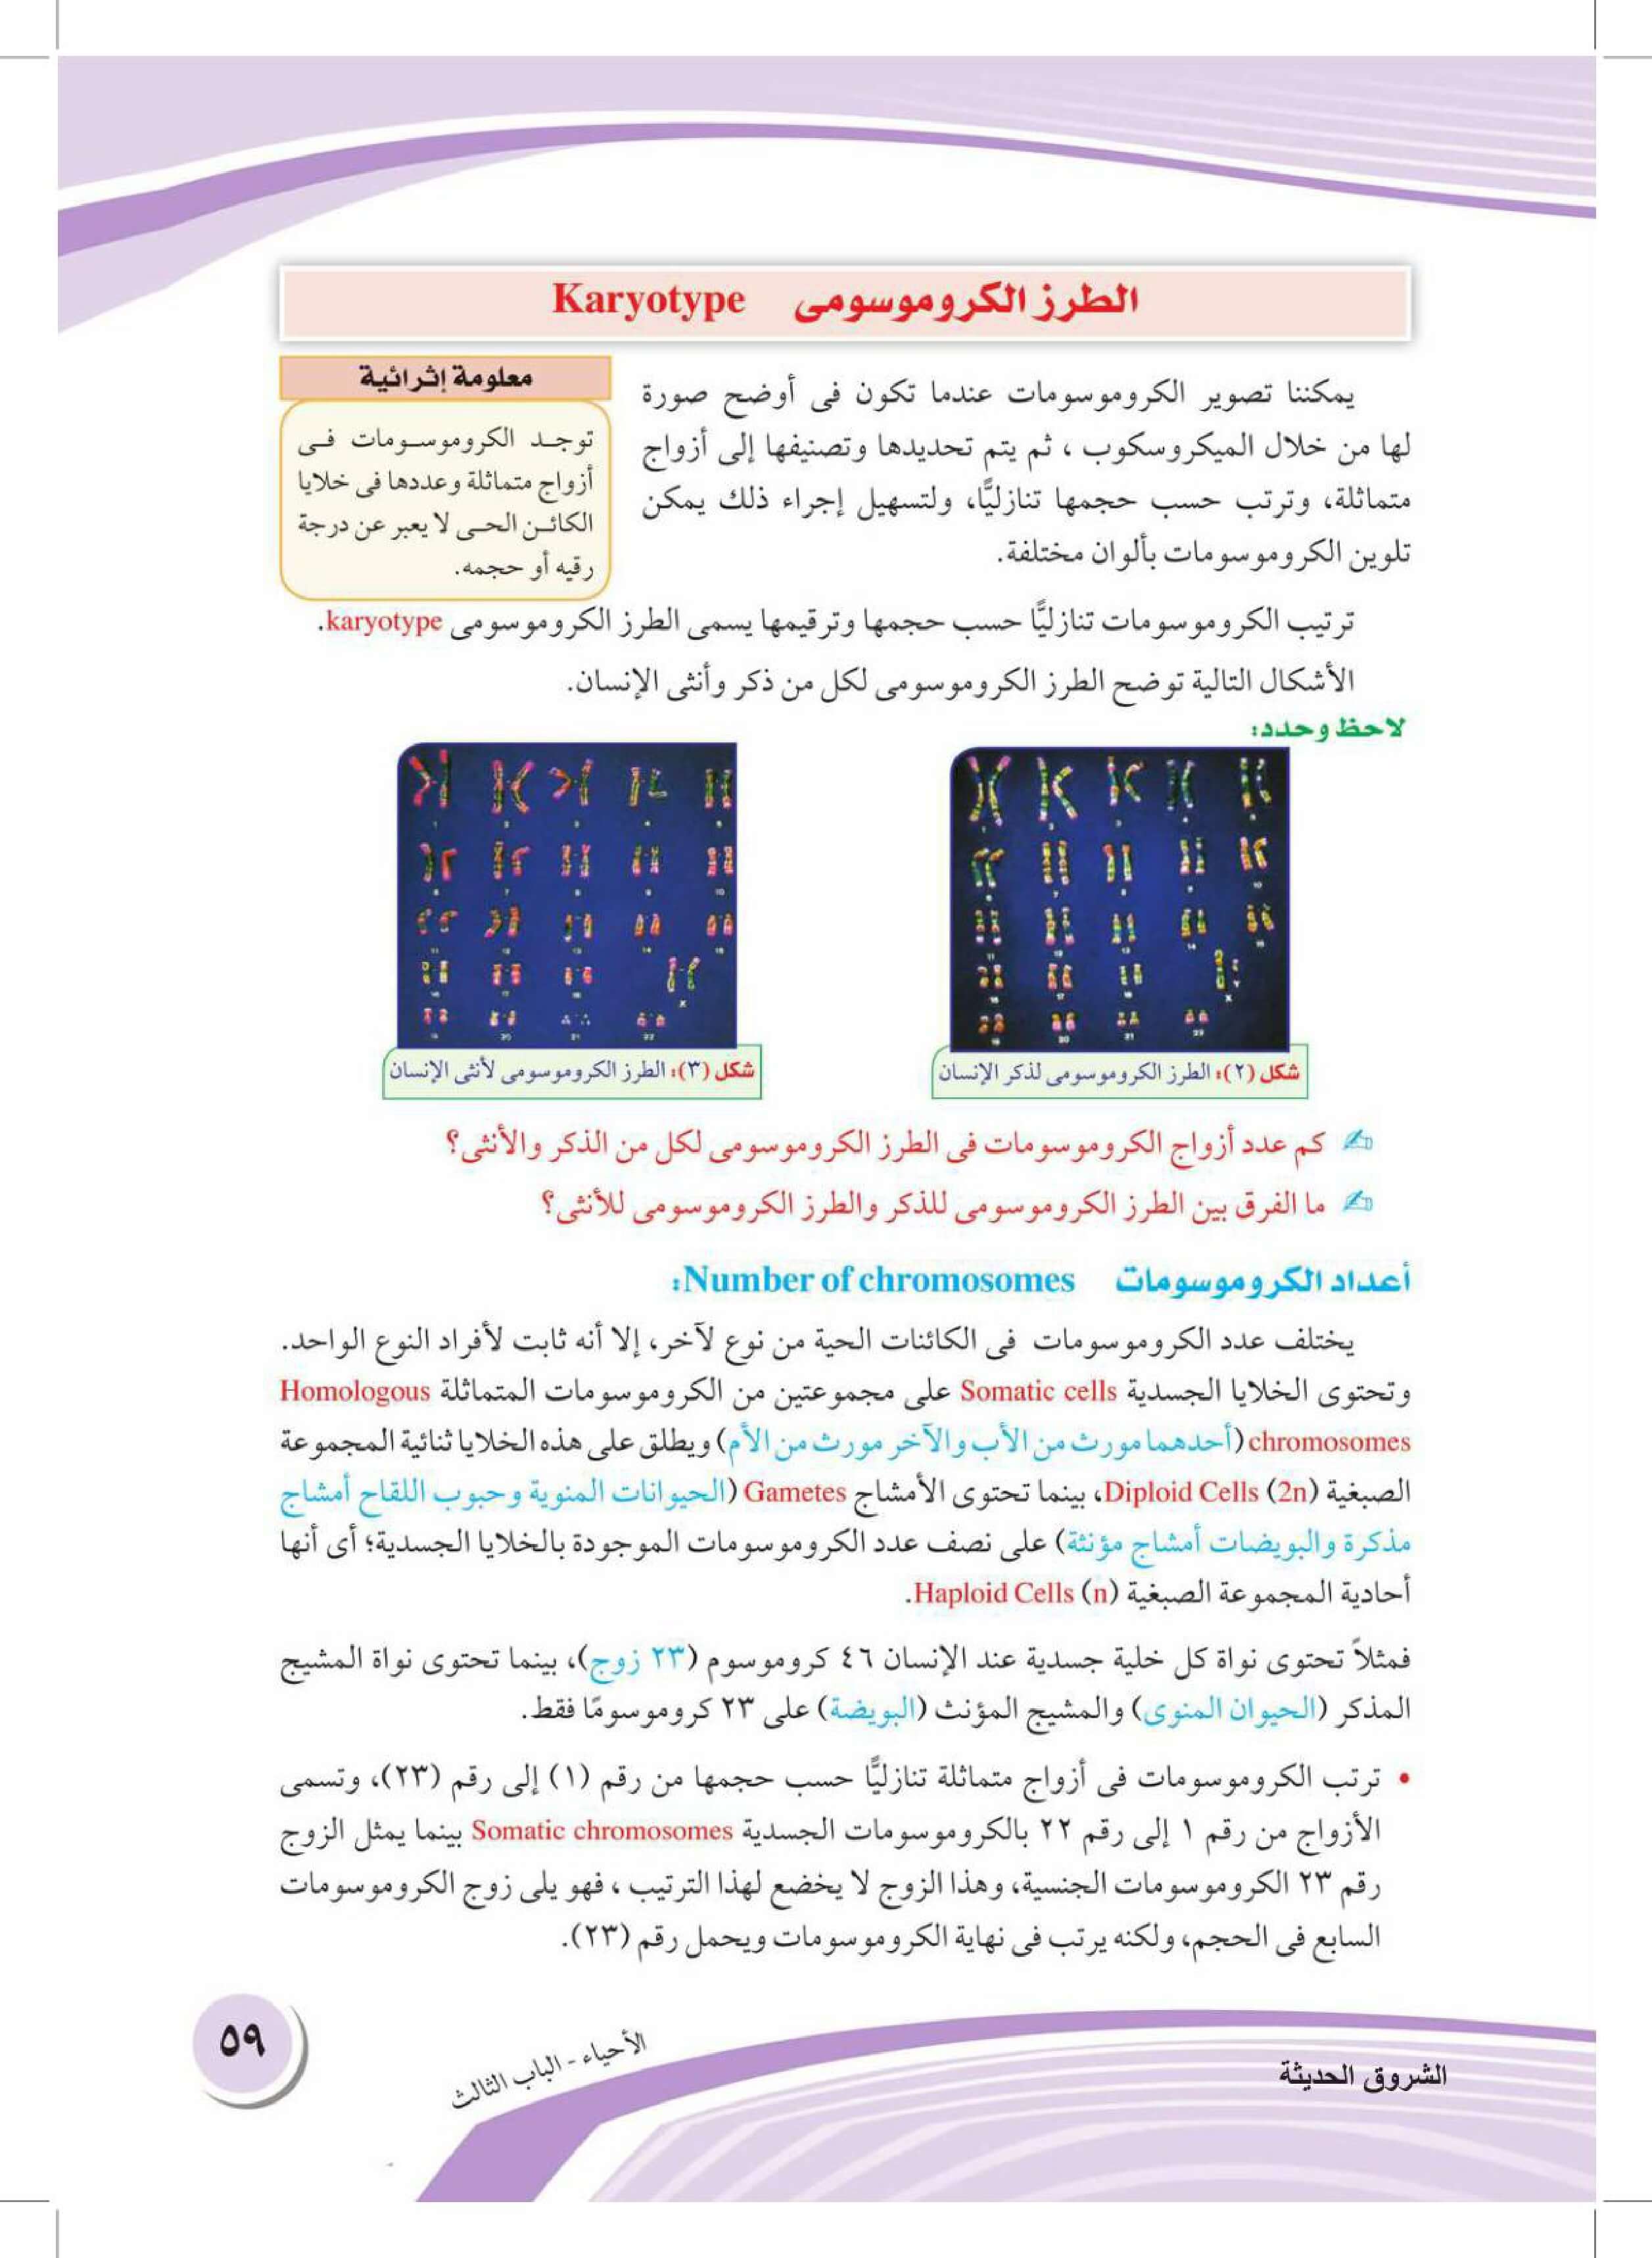 الطرز الكروموسومى Karyotype
يمكننا تصوير الكروموسومات عندما تكون فى أوضح صورة
لها من خلال الميكروسكوب ، ثم يتم تحديدها وتصنيفها إلى أزواج
متماثلة، وترتب حسب حجمها تنازليًّا، ولتسهيل إجراء ذلك يمكن
تلوين الكروموسومات بألوان مختلفة.
معلومة إثرائية
توجد الكروموسومات فى
أزواج متماثلة وعددها فى خلايا
الكائن الحى لا يعبر عن درجة
رقيه أو حجمه.
ترتيب الكروموسومات تنازليًّا حسب حجمها وترقيمها يسمى الطرز الكروموسومى karyotype.
الأشكال التالية توضح الطرز الكروموسومى لكل من ذكر وأنثى الإنسان.
لاحظ وحدد:
شكل (٢): الطرز الكروموسومى لذكر الإنسان
شكل (٣): الطرز الكروموسومى لأنثى الإنسان
كم عدد أزواج الكروموسومات فى الطرز الكروموسومى لكل من الذكر والأنثى؟
ما الفرق بين الطرز الكروموسومى للذكر والطرز الكروموسومى للأنثى؟
أعداد الكروموسومات Number of chromosomes:
يختلف عدد الكروموسومات فى الكائنات الحية من نوع لآخر، إلا أنه ثابت لأفراد النوع الواحد.
وتحتوى الخلايا الجسدية Somatic cells على مجموعتين من الكروموسومات المتماثلة Homologous
chromosomes (أحدهما مورث من الأب والآخر مورث من الأم) ويطلق على هذه الخلايا ثنائية المجموعة
الصبغية Diploid Cells (2n)، بينما تحتوى الأمشاج Gametes (الحيوانات المنوية وحبوب اللقاح أمشاج
مذكرة والبويضات أمشاج مؤنثة) على نصف عدد الكروموسومات الموجودة بالخلايا الجسدية؛ أى أنها
أحادية المجموعة الصبغية Haploid Cells (n).
فمثلاً تحتوى نواة كل خلية جسدية عند الإنسان ٤٦ كروموسوم (٢٣ زوج)، بينما تحتوى نواة المشيج
المذكر (الحيوان المنوى) والمشيج المؤنث (البويضة) على ٢٣ كروموسومًا فقط.
• ترتب الكروموسومات فى أزواج متماثلة تنازليًّا حسب حجمها من رقم (١) إلى رقم (٢٣)، وتسمى
الأزواج من رقم ١ إلى رقم ٢٢ بالكروموسومات الجسدية Somatic chromosomes بينما يمثل الزوج
رقم ٢٣ الكروموسومات الجنسية، وهذا الزوج لا يخضع لهذا الترتيب ، فهو يلى زوج الكروموسومات
السابع فى الحجم، ولكنه يرتب فى نهاية الكروموسومات ويحمل رقم (٢٣).
الشروق الحديثة
الأحياء - الباب الثالث
٥٩